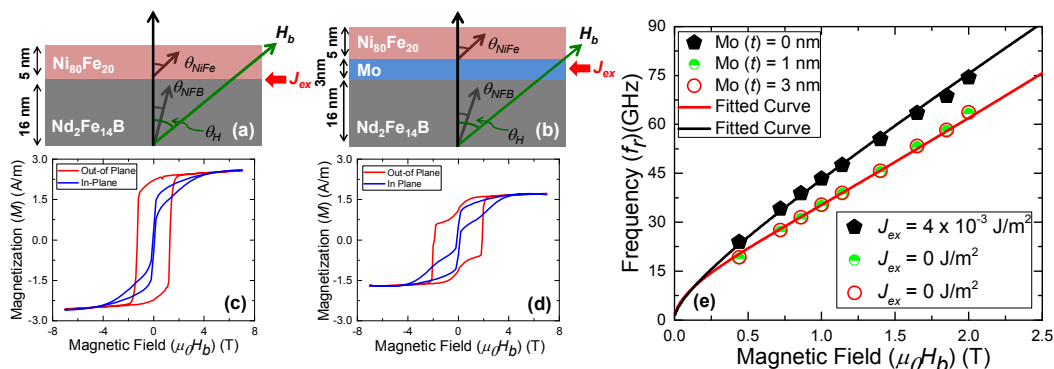 5 nm
16 nm
Ni80Fe20
Nd2Fe14B
θNiFe
θNFB
θH
Hb
Jex
(a)
5 nm
3nm
16 nm
Ni80Fe20
Mo
Nd2Fe14B
θNiFe
θNFB
θH
Hb
Jex
(b)
Magnetization (M) (A/m)
3.0
1.5
0.0
-1.5
-3.0
Out-of Plane
In-Plane
(c)
-8 -4 0 4 8
Magnetic Field (μ0Hb) (T)
Magnetization (M) (A/m)
3.0
1.5
0.0
-1.5
-3.0
Out-of Plane
In Plane
(d)
-8 -4 0 4 8
Magnetic Field (μ0Hb) (T)
Frequency (fr)(GHz)
90
75
60
45
30
15
0
Mo (t) = 0 nm
Mo (t) = 1 nm
Mo (t) = 3 nm
Fitted Curve
Fitted Curve
Jex = 4 x 10-3 J/m2
Jex = 0 J/m2
Jex = 0 J/m2
(e)
0.0 0.5 1.0 1.5 2.0 2.5
Magnetic Field (μ0Hb) (T)